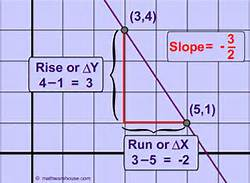 (3,4)
Rise or ΔY
4−1 = 3
Slope= -3/2
(5,1)
Run or ΔX
3−5 = -2
mathwarehouse.com